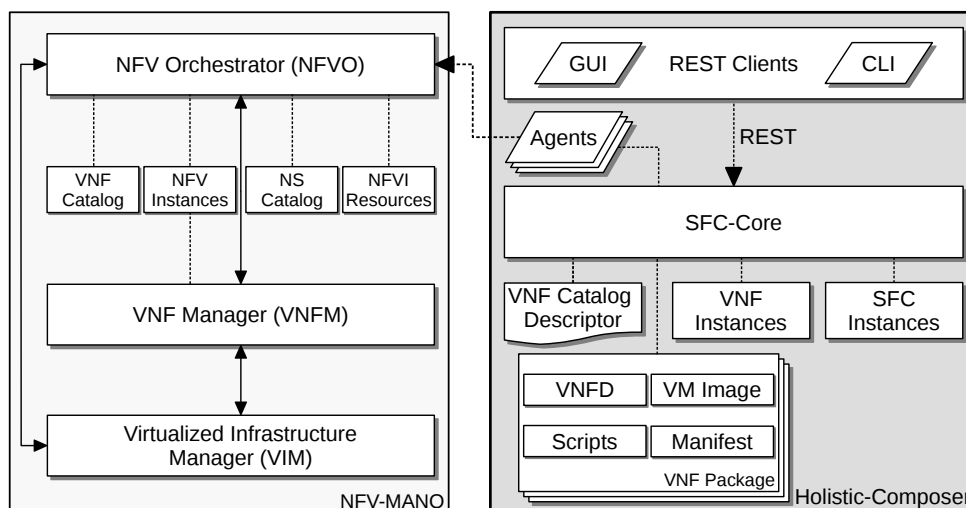 NFV Orchestrator (NFVO)
VNF
Catalog
NFV
Instances
NS
Catalog
NFVI
Resources
VNF Manager (VNFM)
Virtualized Infrastructure
Manager (VIM)
NFV-MANO
GUI
REST Clients
CLI
REST
Agents
SFC-Core
VNF Catalog
Descriptor
VNF
Instances
SFC
Instances
VNFD
VM Image
Scripts
Manifest
VNF Package
Holistic-Composer